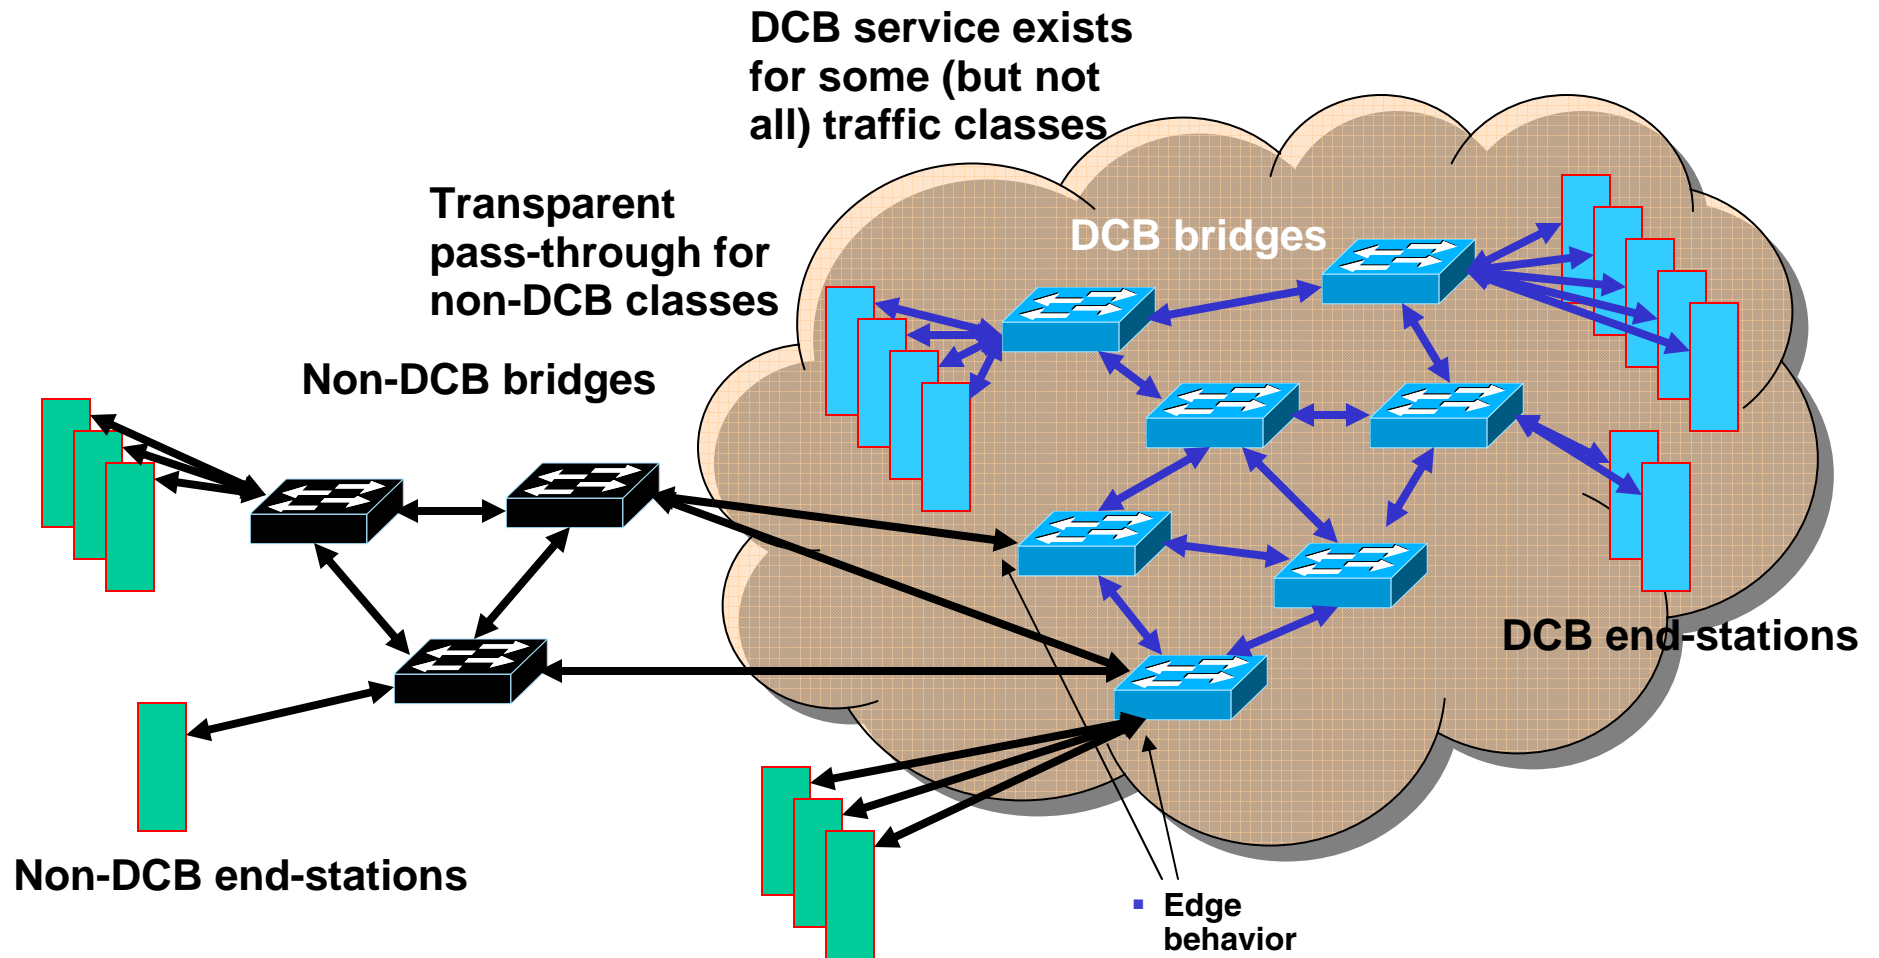 DCB service exists
for some (but not
all) traffic classes
Transparent
pass-through for
non-DCB classes
DCB bridges
Non-DCB bridges
DCB end-stations
Non-DCB end-stations
▪ Edge
behavior